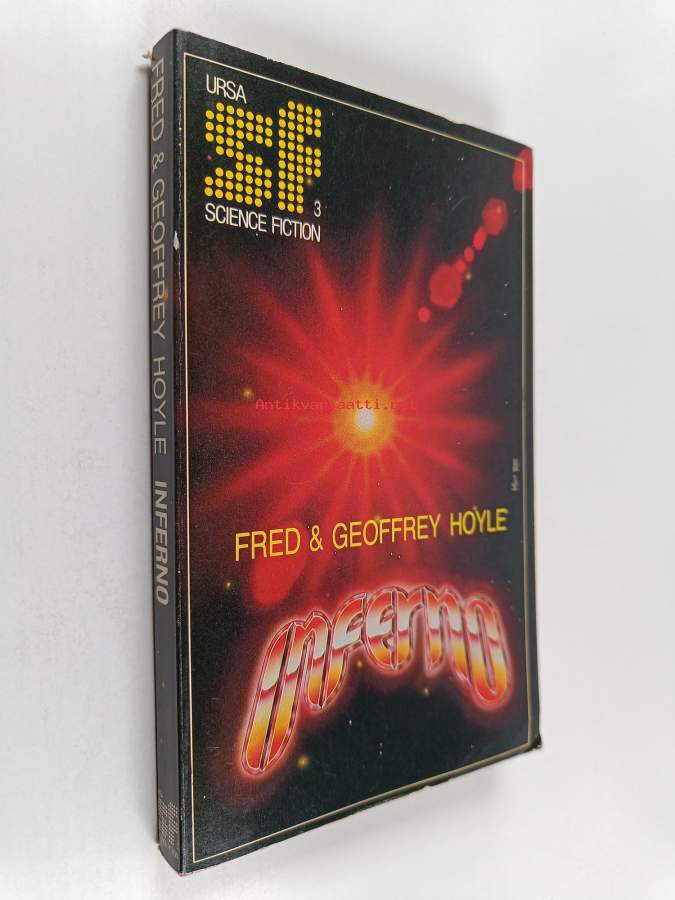 FRED & GEOFFREY HOYLE INFERNO
URSA
sf
3
SCIENCE FICTION
Antikvariaatti.net
FRED & GEOFFREY HOYLE
INFERNO